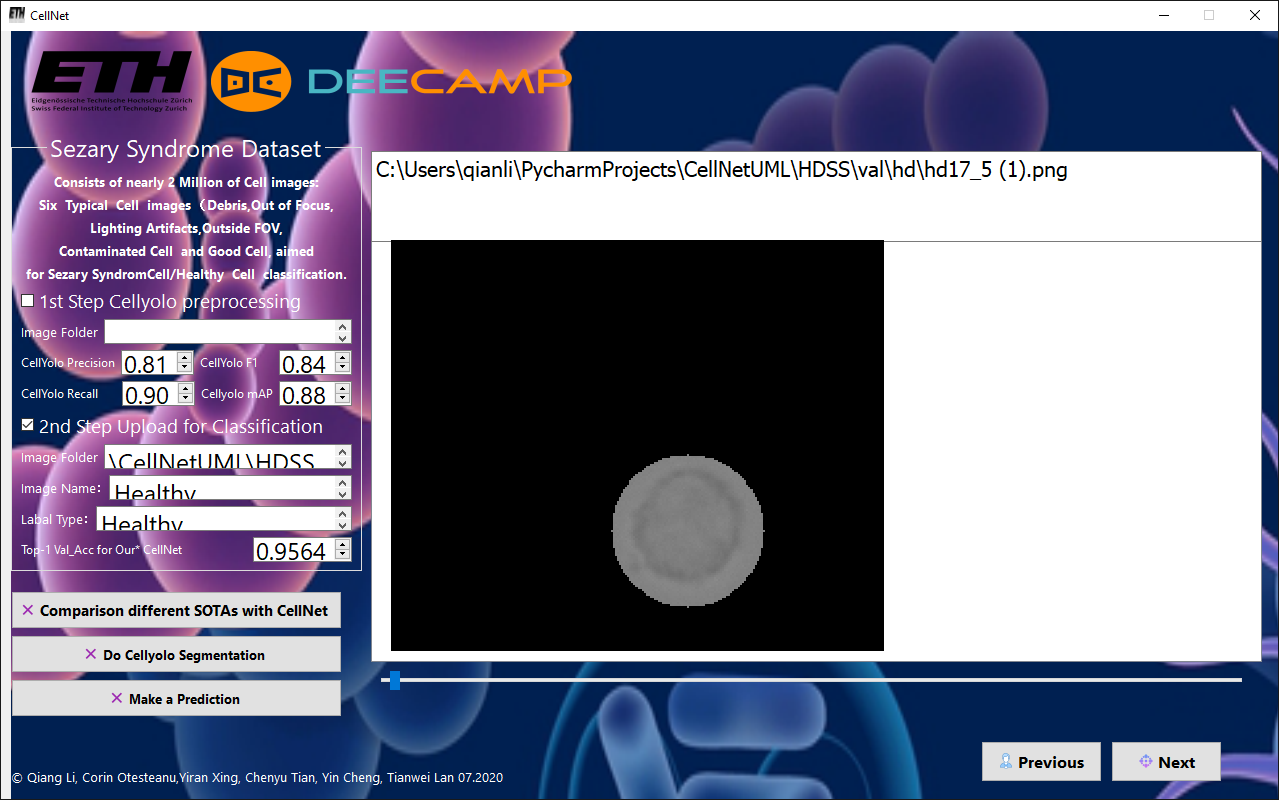 CellNet
ETH
Eidgenössische Technische Hochschule Zürich
Swiss Federal Institute of Technology Zurich
DEECAMP
Sezary Syndrome Dataset
Consists of nearly 2 Million of Cell images:
Six Typical Cell images（Debris,Out of Focus,
Lighting Artifacts,Outside FOV,
Contaminated Cell and Good Cell, aimed
for Sezary SyndromCell/Healthy Cell classification.
1st Step Cellyolo preprocessing
Image Folder
CellYolo Precision 0.81 CellYolo F1 0.84
CellYolo Recall 0.90 Cellyolo mAP 0.88
2nd Step Upload for Classification
Image Folder \CellNetUML\HDSS
Image Name： Healthy
Labal Type： Healthy
Top-1 Val_Acc for Our* CellNet 0.9564
Comparison different SOTAs with CellNet
Do Cellyolo Segmentation
Make a Prediction
© Qiang Li, Corin Otesteanu,Yiran Xing, Chenyu Tian, Yin Cheng, Tianwei Lan 07.2020
C:\Users\qianli\PycharmProjects\CellNetUML\HDSS\val\hd\hd17_5 (1).png
Previous
Next